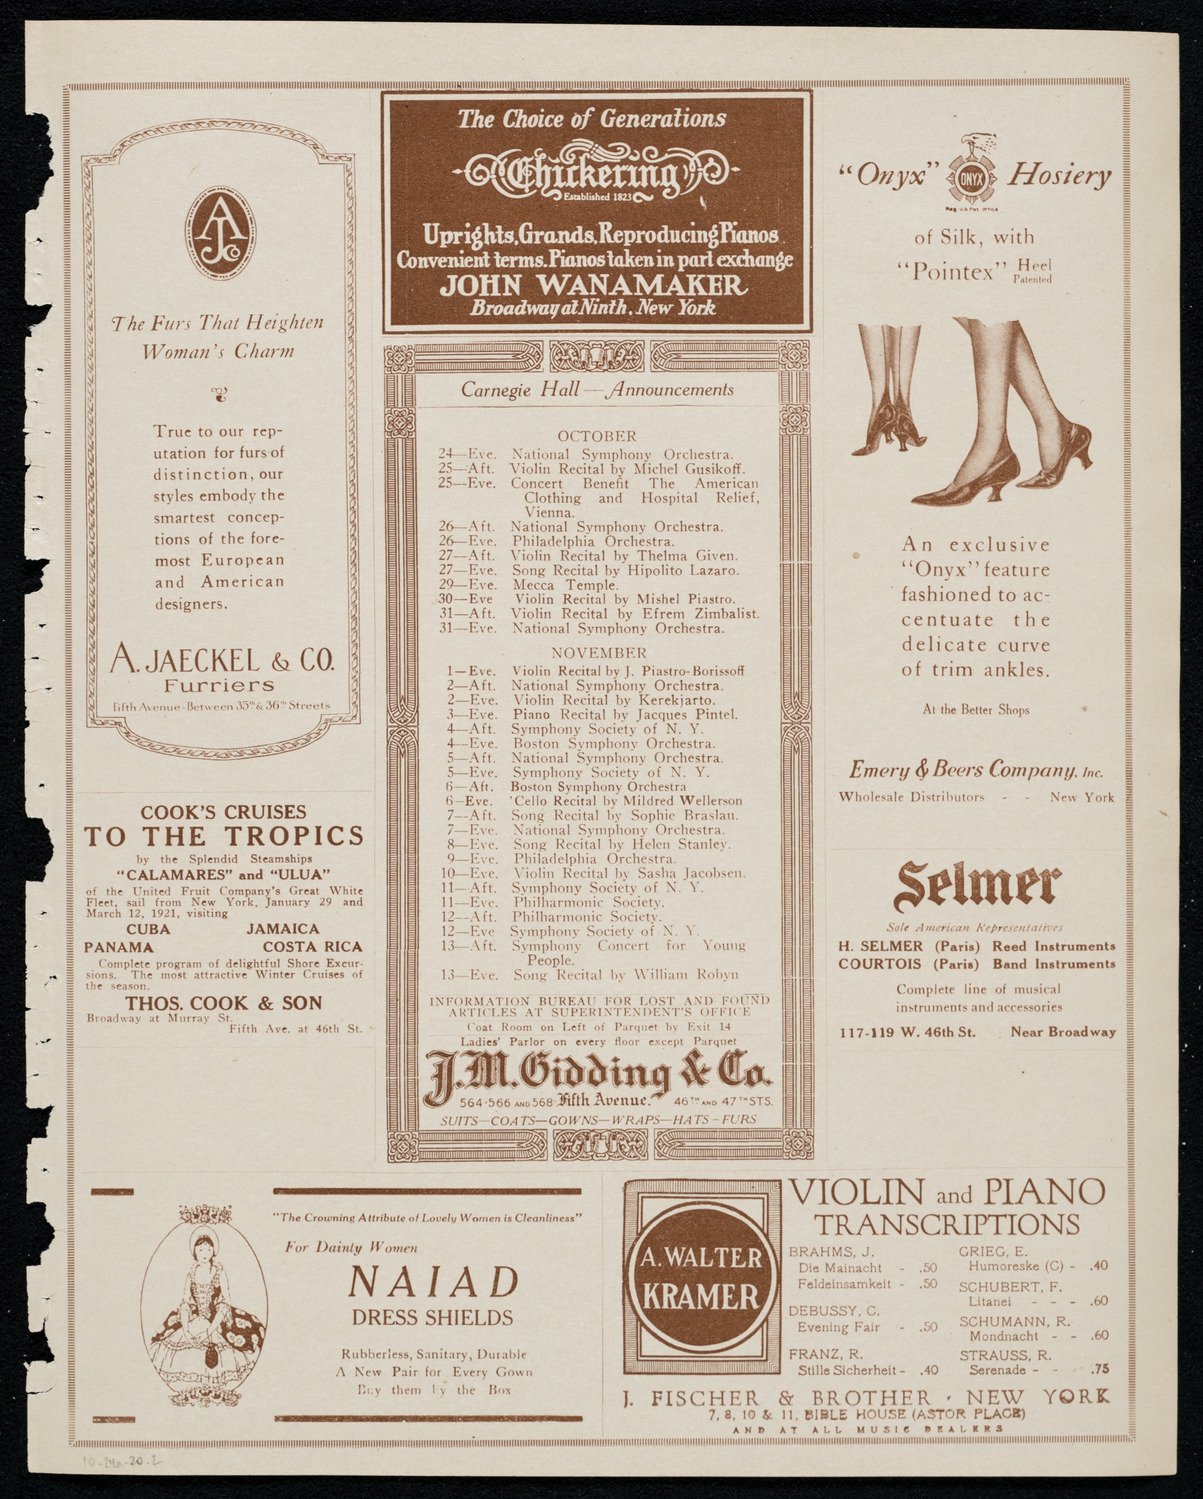 AJCo
The Furs That Heighten
Woman's Charm
True to our rep-
utation for furs of
distinction, our
styles embody the
smartest concep-
tions of the fore-
most European
and American
designers.
A. JAECKEL & CO.
Furriers
Fifth Avenue-Between 35th & 36th Streets
COOK'S CRUISES
TO THE TROPICS
by the Splendid Steamships
"CALAMARES" and "ULUA"
of the United Fruit Company's Great White
Fleet, sail from New York, January 29 and
March 12, 1921, visiting
CUBA JAMAICA
PANAMA COSTA RICA
Complete program of delightful Shore Excur-
sions. The most attractive Winter Cruises of
the season.
THOS. COOK & SON
Broadway at Murray St.
Fifth Ave. at 46th St.
The Choice of Generations
Chickering
Established 1823
Uprights, Grands, Reproducing Pianos
Convenient terms. Pianos taken in part exchange
JOHN WANAMAKER
Broadway at Ninth, New York
Carnegie Hall — Announcements
OCTOBER
24—Eve. National Symphony Orchestra.
25—Aft. Violin Recital by Michel Gusikoff.
25—Eve. Concert Benefit The American
Clothing and Hospital Relief,
Vienna.
26—Aft. National Symphony Orchestra.
26—Eve. Philadelphia Orchestra.
27—Aft. Violin Recital by Thelma Given.
27—Eve. Song Recital by Hipolito Lazaro.
29—Eve. Mecca Temple.
30—Eve Violin Recital by Mishel Piastro.
31—Aft. Violin Recital by Efrem Zimbalist.
31—Eve. National Symphony Orchestra.
NOVEMBER
1—Eve. Violin Recital by J. Piastro-Borissoff
2—Aft. National Symphony Orchestra.
2—Eve. Violin Recital by Kerekjarto.
3—Eve. Piano Recital by Jacques Pintel.
4—Aft. Symphony Society of N. Y.
4—Eve. Boston Symphony Orchestra.
5—Aft. National Symphony Orchestra.
5—Eve. Symphony Society of N. Y.
6—Aft. Boston Symphony Orchestra
6—Eve. 'Cello Recital by Mildred Wellerson
7—Aft. Song Recital by Sophie Braslau.
7—Eve. National Symphony Orchestra.
8—Eve. Song Recital by Helen Stanley.
9—Eve. Philadelphia Orchestra.
10—Eve. Violin Recital by Sasha Jacobsen.
11—Aft. Symphony Society of N. Y.
11—Eve. Philharmonic Society.
12—Aft. Philharmonic Society.
12—Eve Symphony Society of N. Y.
13—Aft. Symphony Concert for Young
People.
13—Eve. Song Recital by William Robyn
INFORMATION BUREAU FOR LOST AND FOUND
ARTICLES AT SUPERINTENDENT'S OFFICE
Coat Room on Left of Parquet by Exit 14
Ladies' Parlor on every floor except Parquet
J. M. Gidding & Co.
564-566 AND 568 Fifth Avenue. 46TH AND 47TH STS.
SUITS—COATS—GOWNS—WRAPS—HATS—FURS
"Onyx" ONYX Hosiery
Reg. U.S. Pat. Office
of Silk, with
"Pointex" Heel
Patented
An exclusive
"Onyx" feature
fashioned to ac-
centuate the
delicate curve
of trim ankles.
At the Better Shops
Emery & Beers Company, Inc.
Wholesale Distributors - - New York
Selmer
Sole American Representatives
H. SELMER (Paris) Reed Instruments
COURTOIS (Paris) Band Instruments
Complete line of musical
instruments and accessories
117-119 W. 46th St. Near Broadway
"The Crowning Attribute of Lovely Women is Cleanliness"
For Dainty Women
NAIAD
DRESS SHIELDS
Rubberless, Sanitary, Durable
A New Pair for Every Gown
Buy them by the Box
A. WALTER
KRAMER
VIOLIN and PIANO
TRANSCRIPTIONS
BRAHMS, J.
Die Mainacht - .50
Feldeinsamkeit - .50
DEBUSSY, C.
Evening Fair - .50
FRANZ, R.
Stille Sicherheit - .40
GRIEG, E.
Humoreske (C) - .40
SCHUBERT, F.
Litanei - - - .60
SCHUMANN, R.
Mondnacht - - .60
STRAUSS, R.
Serenade - - - .75
J. FISCHER & BROTHER - NEW YORK
7, 8, 10 & 11, BIBLE HOUSE (ASTOR PLACE)
AND AT ALL MUSIC DEALERS
10-24a-20-2